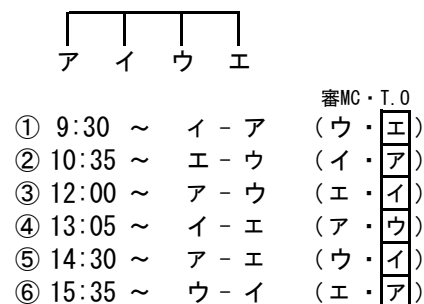 ア イ ウ エ
審MC・T.O
① 9:30 ～ イ - ア (ウ・エ)
② 10:35 ～ エ - ウ (イ・ア)
③ 12:00 ～ ア - ウ (エ・イ)
④ 13:05 ～ イ - エ (ア・ウ)
⑤ 14:30 ～ ア - エ (ウ・イ)
⑥ 15:35 ～ ウ - イ (エ・ア)